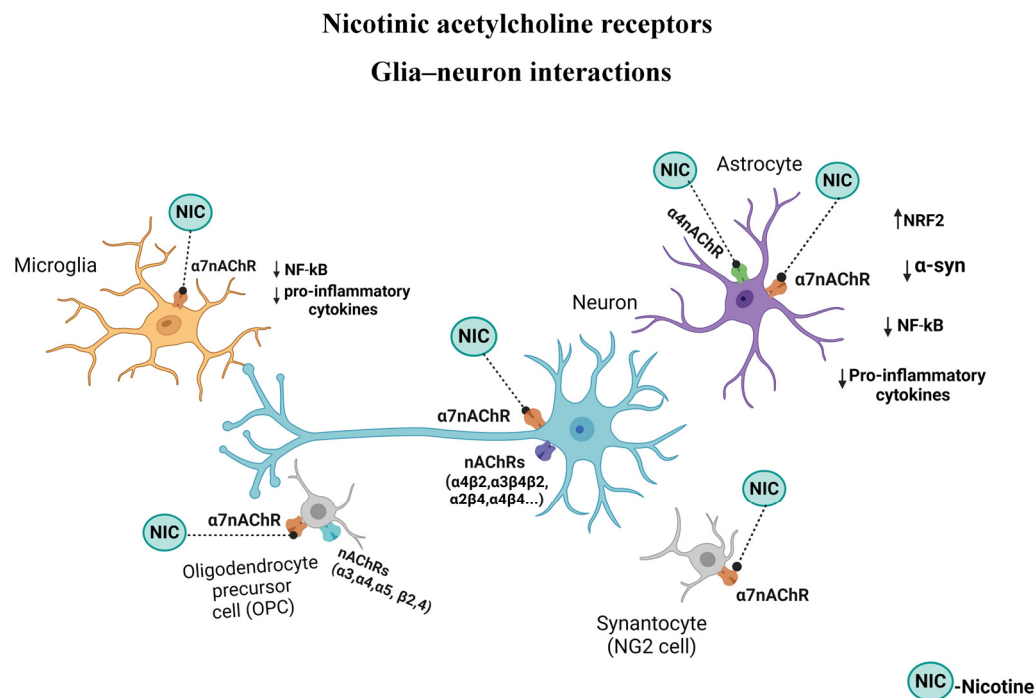 Nicotinic acetylcholine receptors
Glia–neuron interactions
NIC
Astrocyte
NIC
NIC
α4nAChR
↑NRF2
Microglia
α7nAChR
↓ NF-kB
↓ pro-inflammatory
cytokines
α7nAChR
↓ α-syn
Neuron
NIC
↓ NF-kB
↓Pro-inflammatory
cytokines
α7nAChR
nAChRs
(α4β2,α3β4β2,
α2β4,α4β4...)
NIC
α7nAChR
NIC
nAChRs
(α3,α4,α5, β2,4)
Oligodendrocyte
precursor
cell (OPC)
α7nAChR
Synantocyte
(NG2 cell)
NIC-Nicotine